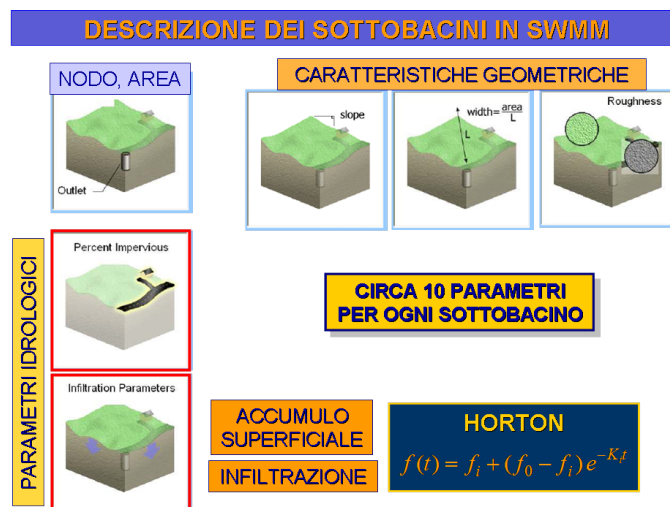 DESCRIZIONE DEI SOTTOBACINI IN SWMM
NODO, AREA
CARATTERISTICHE GEOMETRICHE
Outlet
slope
width= area/L
L
Roughness
PARAMETRI IDROLOGICI
Percent Impervious
Infiltration Parameters
CIRCA 10 PARAMETRI
PER OGNI SOTTOBACINO
ACCUMULO
SUPERFICIALE
INFILTRAZIONE
HORTON
f(t) = f_i + (f_0 − f_i) e^{−K_i t}